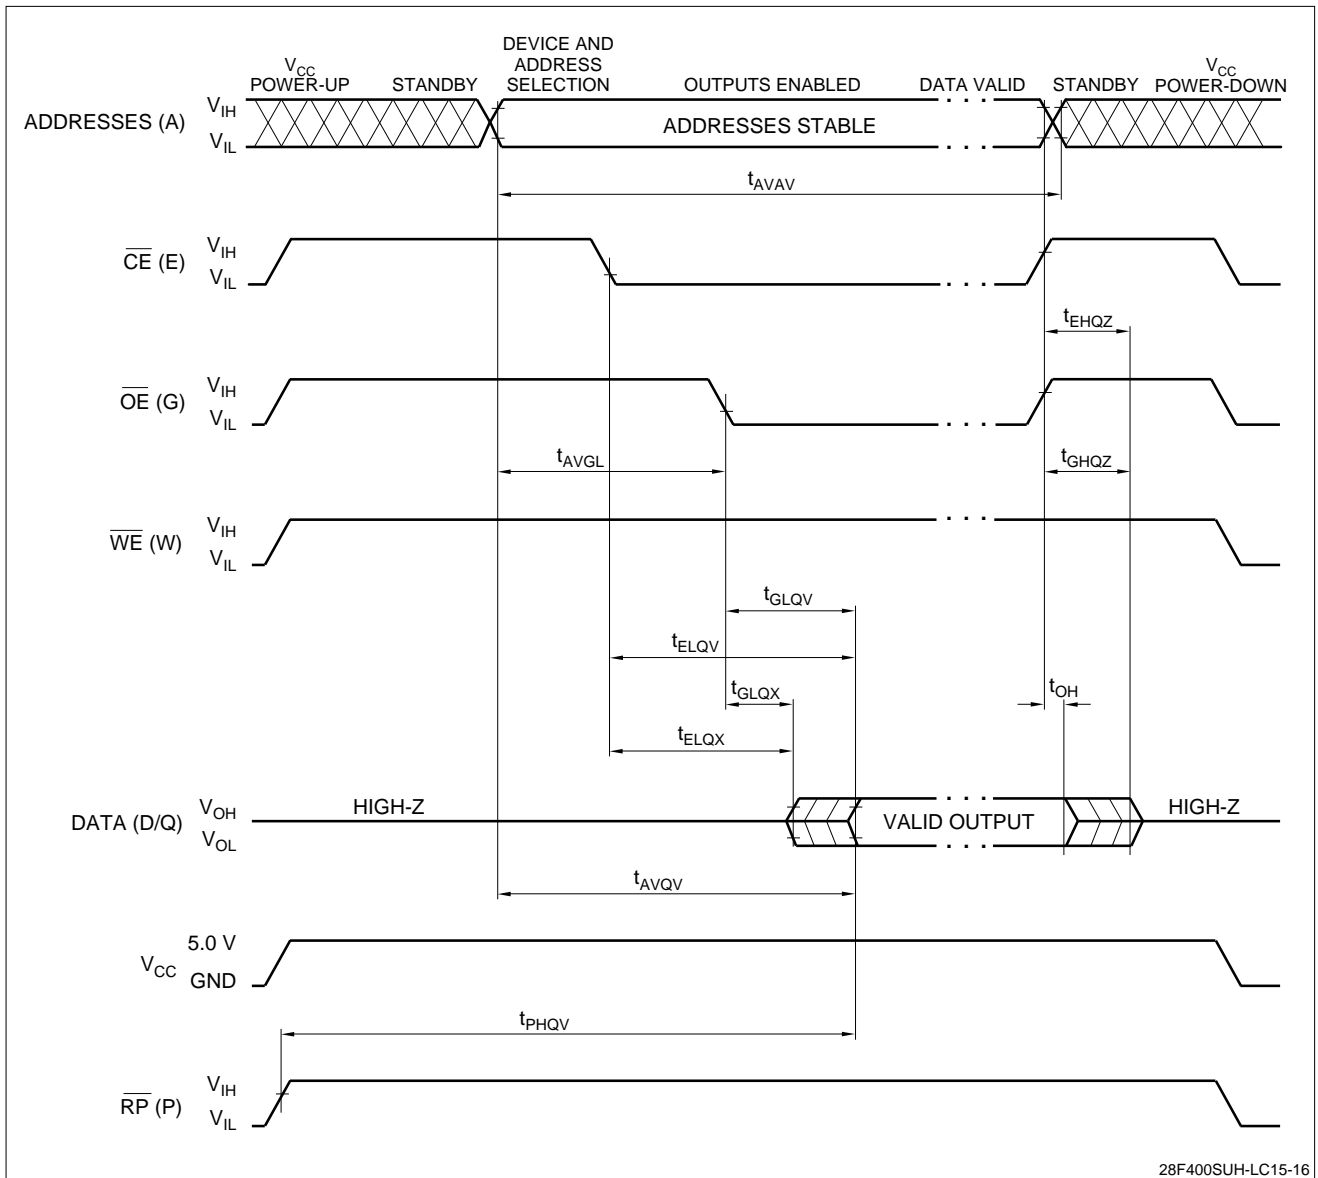 DEVICE AND
ADDRESS
SELECTION
VCC
POWER-UP
STANDBY
OUTPUTS ENABLED
DATA VALID
STANDBY
VCC
POWER-DOWN
ADDRESSES (A)
VIH
VIL
ADDRESSES STABLE
tAVAV
CE (E)
VIH
VIL
tEHQZ
OE (G)
VIH
VIL
tAVGL
tGHQZ
WE (W)
VIH
VIL
tGLQV
tELQV
tGLQX
tOH
tELQX
DATA (D/Q)
VOH
VOL
HIGH-Z
VALID OUTPUT
HIGH-Z
tAVQV
5.0 V
VCC
GND
tPHQV
RP (P)
VIH
VIL
28F400SUH-LC15-16